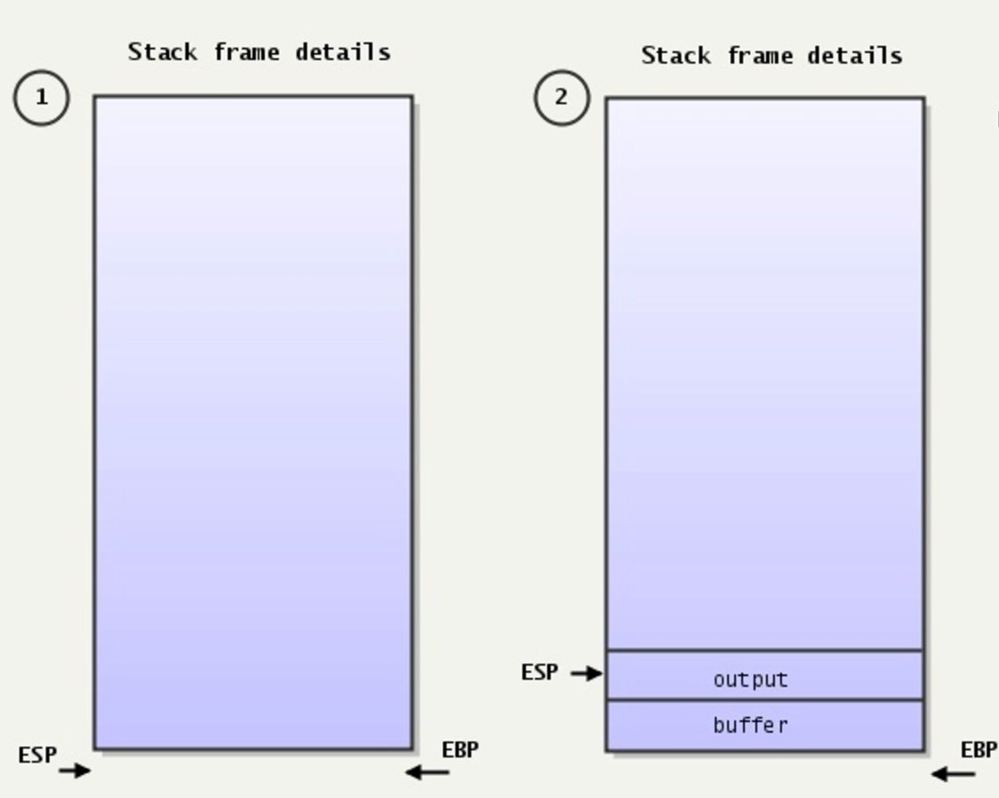 Stack frame details
1
ESP
EBP
Stack frame details
2
ESP
output
buffer
EBP